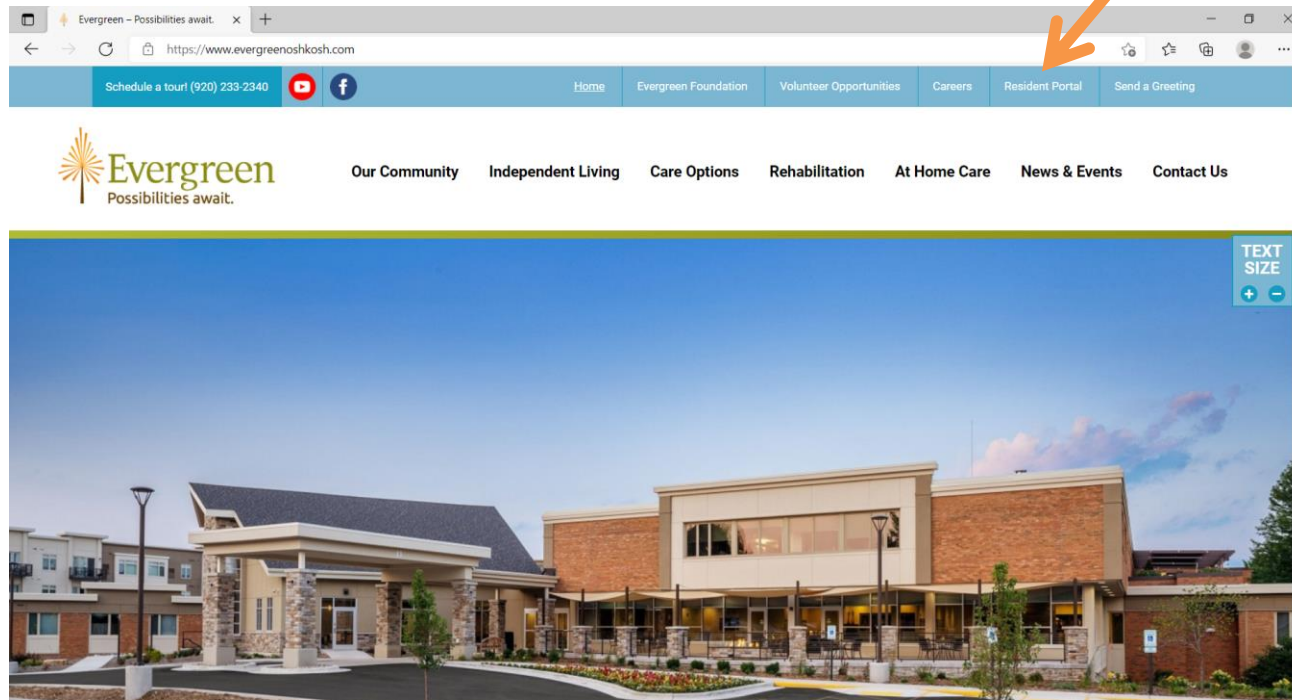 Evergreen – Possibilities await.
https://www.evergreenoshkosh.com
Schedule a tour! (920) 233-2340
f
Home
Evergreen Foundation
Volunteer Opportunities
Careers
Resident Portal
Send a Greeting
Evergreen
Possibilities await.
Our Community
Independent Living
Care Options
Rehabilitation
At Home Care
News & Events
Contact Us
TEXT
SIZE